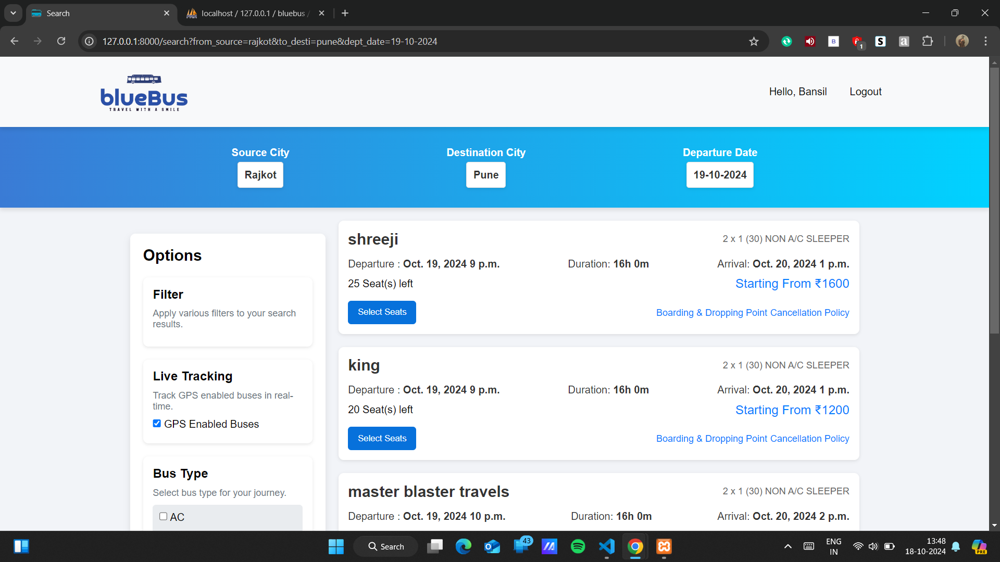 Search
localhost / 127.0.0.1 / bluebus /
127.0.0.1:8000/search?from_source=rajkot&to_desti=pune&dept_date=19-10-2024
B
1
S
a
blueBus
TRAVEL WITH A SMILE
Hello, Bansil
Logout
Source City
Rajkot
Destination City
Pune
Departure Date
19-10-2024
Options
Filter
Apply various filters to your search
results.
Live Tracking
Track GPS enabled buses in real-
time.
GPS Enabled Buses
Bus Type
Select bus type for your journey.
AC
shreeji
2 x 1 (30) NON A/C SLEEPER
Departure : Oct. 19, 2024 9 p.m.
Duration: 16h 0m
Arrival: Oct. 20, 2024 1 p.m.
25 Seat(s) left
Starting From ₹1600
Select Seats
Boarding & Dropping Point Cancellation Policy
king
2 x 1 (30) NON A/C SLEEPER
Departure : Oct. 19, 2024 9 p.m.
Duration: 16h 0m
Arrival: Oct. 20, 2024 1 p.m.
20 Seat(s) left
Starting From ₹1200
Select Seats
Boarding & Dropping Point Cancellation Policy
master blaster travels
2 x 1 (30) NON A/C SLEEPER
Departure : Oct. 19, 2024 10 p.m.
Duration: 16h 0m
Arrival: Oct. 20, 2024 2 p.m.
Search
43
ENG
IN
13:48
18-10-2024
PRE